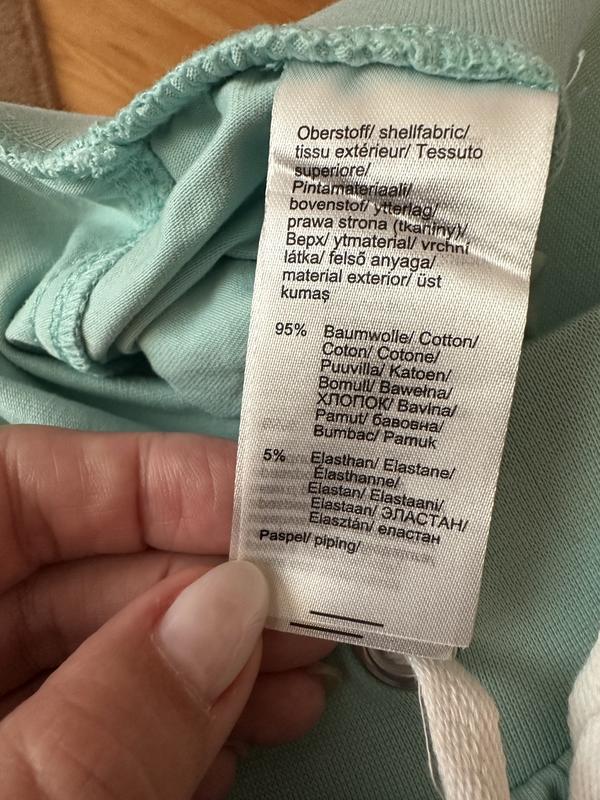 Oberstoff/ shellfabric/
tissu extérieur/ Tessuto
superiore/
Pintamateriaali/
bovenstof/ ytterlag/
prawa strona (tkaniny)/
Верх/ ytmaterial/ vrchní
látka/ felső anyaga/
material exterior/ üst
kumaş
95% Baumwolle/ Cotton/
Coton/ Cotone/
Puuvilla/ Katoen/
Bomull/ Bawełna/
ХЛОПОК/ Bavlna/
Pamut/ бавовна/
Bumbac/ Pamuk
5% Elasthan/ Elastane/
Élasthanne/
Elastan/ Elastaani/
Elastaan/ ЭЛАСТАН/
Elasztán/ еластан
Paspel/ piping/